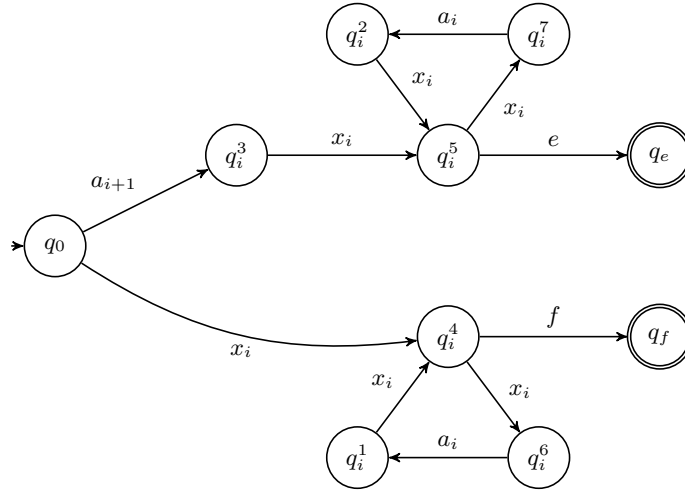 q_i^2 a_i q_i^7
x_i x_i
q_i^3 x_i q_i^5 e q_e
a_{i+1}
q_0
q_i^4 f q_f
x_i x_i x_i
q_i^1 a_i q_i^6